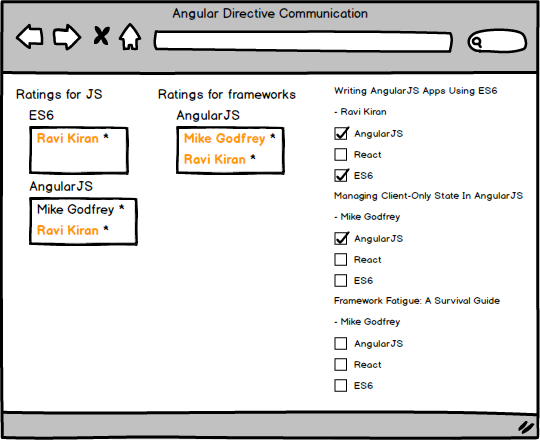 Angular Directive Communication
Ratings for JS
ES6
Ravi Kiran *
AngularJS
Mike Godfrey *
Ravi Kiran *
Ratings for frameworks
AngularJS
Mike Godfrey *
Ravi Kiran *
Writing AngularJS Apps Using ES6
- Ravi Kiran
AngularJS
React
ES6
Managing Client-Only State In AngularJS
- Mike Godfrey
AngularJS
React
ES6
Framework Fatigue: A Survival Guide
- Mike Godfrey
AngularJS
React
ES6